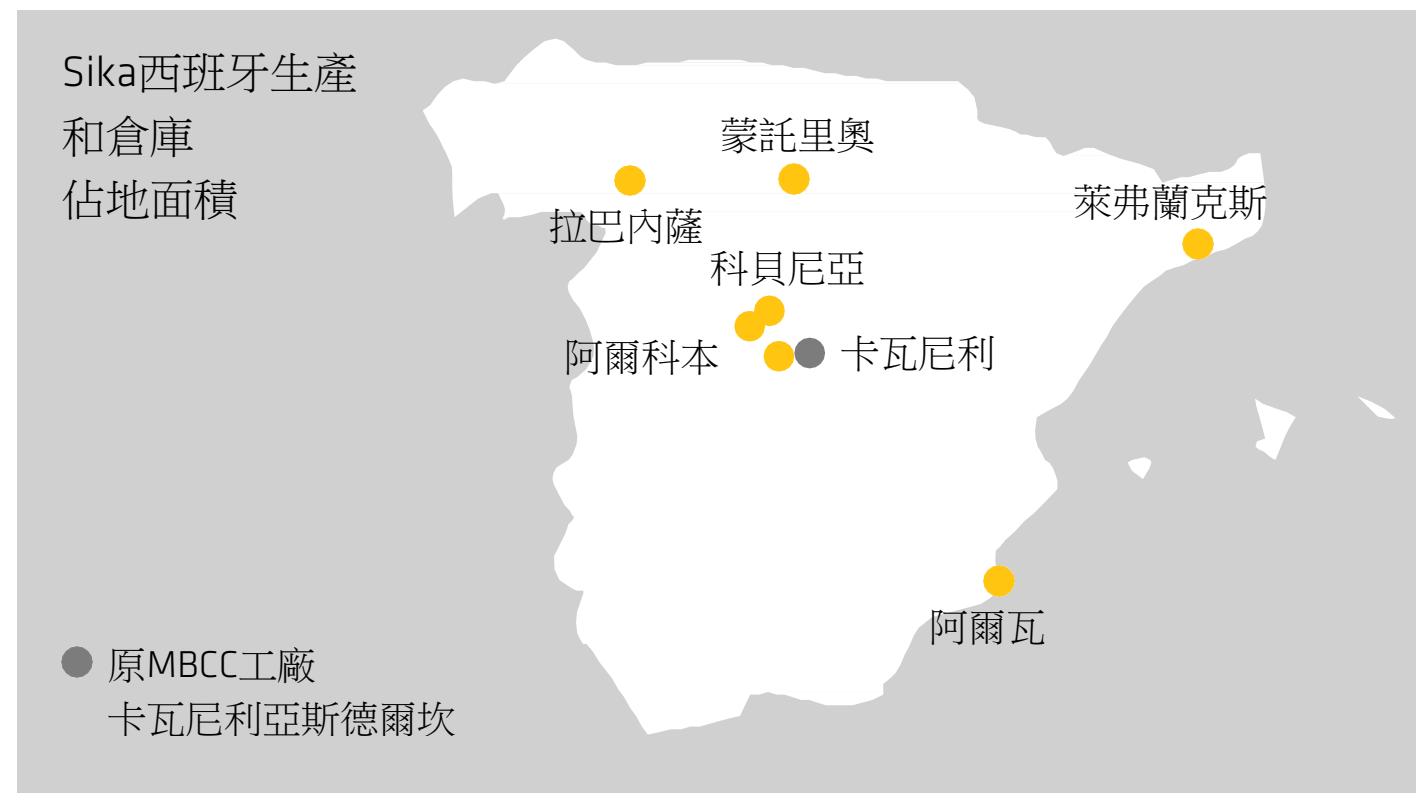 Sika西班牙生產
和倉庫
佔地面積
蒙託里奧
萊弗蘭克斯
拉巴內薩
科貝尼亞
阿爾科本
卡瓦尼利
阿爾瓦
原MBCC工廠
卡瓦尼利亞斯德爾坎